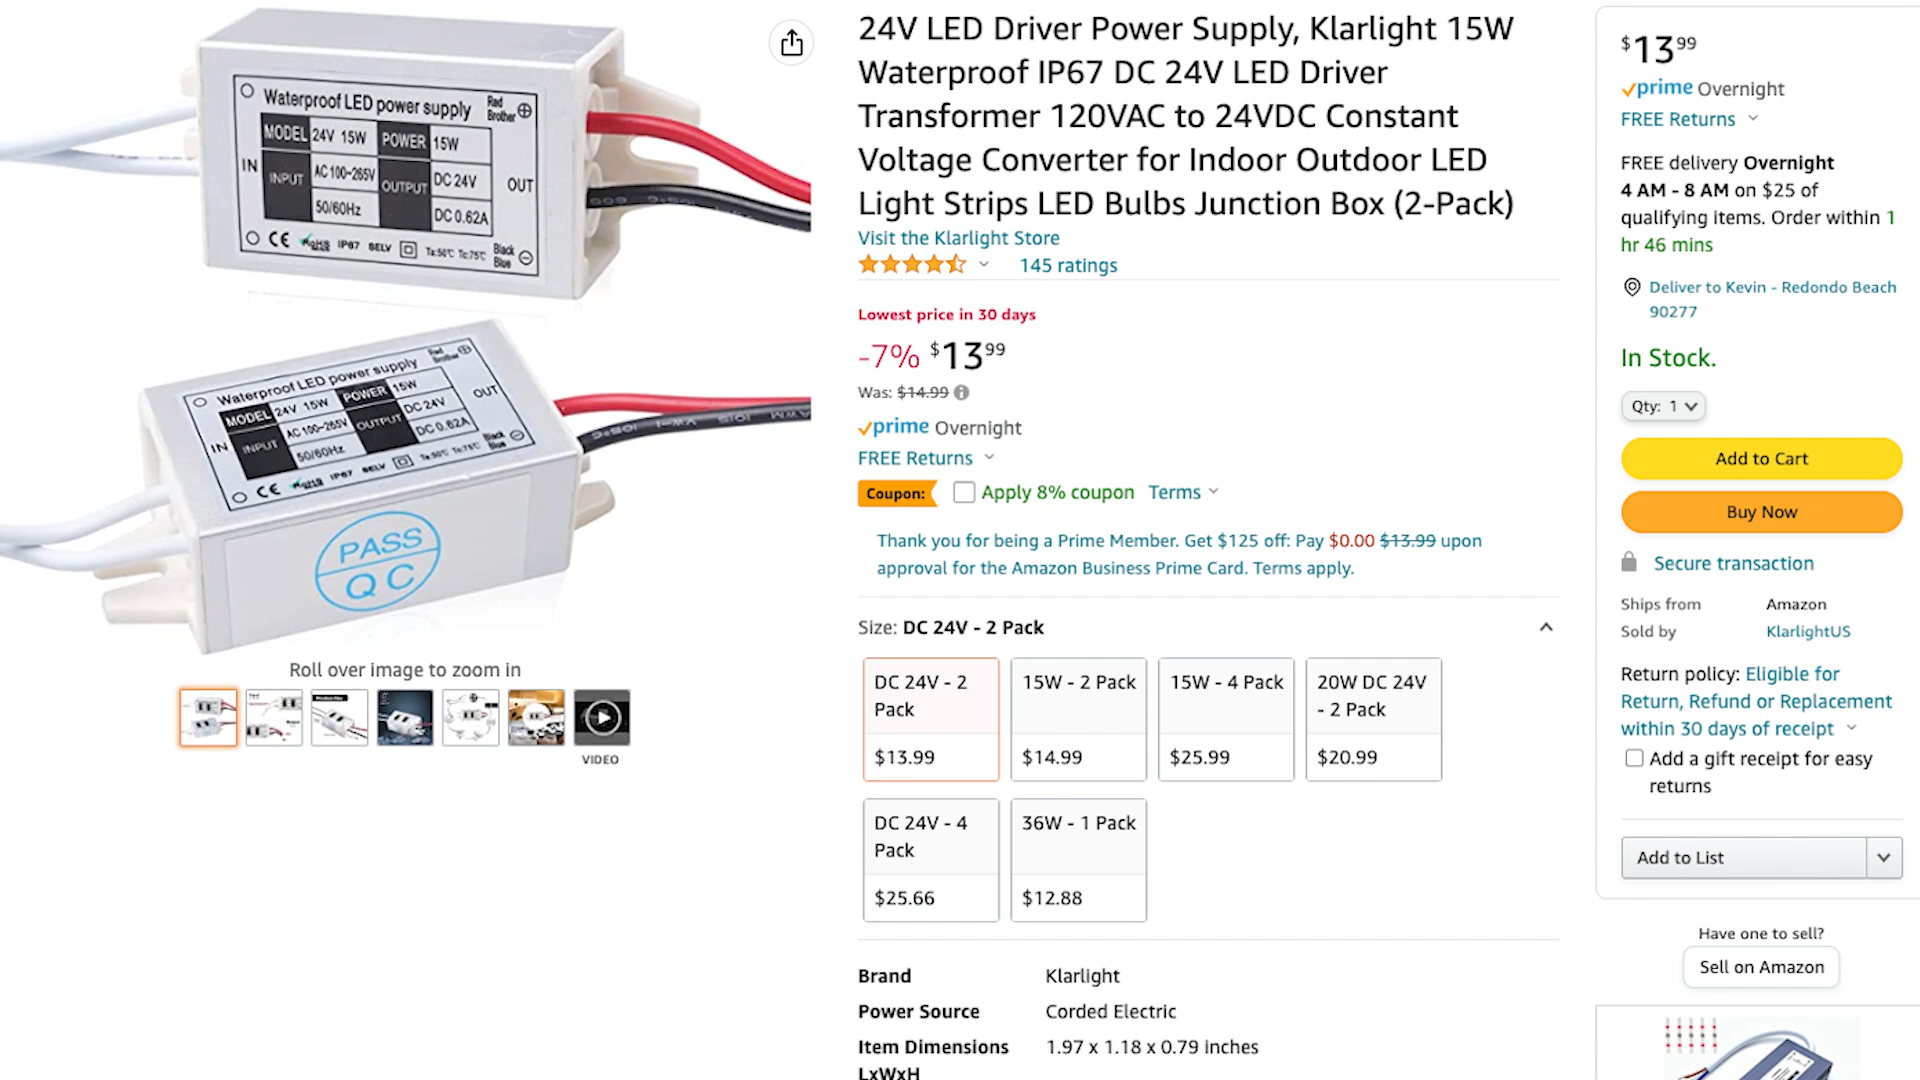 Waterproof LED power supply
Red
Brother
MODEL 24V 15W POWER 15W
IN INPUT AC 100~265V OUTPUT DC 24V OUT
50/60Hz DC 0.62A
CE RoHS IP67 SELV Ta:50℃ Tc:75℃
Black
Blue
Waterproof LED power supply
Red
Brother
MODEL 24V 15W POWER 15W
IN INPUT AC 100~265V OUTPUT DC 24V OUT
50/60Hz DC 0.62A
CE RoHS IP67 SELV
Black
Blue
PASS
QC
Roll over image to zoom in
VIDEO
24V LED Driver Power Supply, Klarlight 15W
Waterproof IP67 DC 24V LED Driver
Transformer 120VAC to 24VDC Constant
Voltage Converter for Indoor Outdoor LED
Light Strips LED Bulbs Junction Box (2-Pack)
Visit the Klarlight Store
145 ratings
Lowest price in 30 days
-7% $13 99
Was: $14.99
prime Overnight
FREE Returns
Coupon: Apply 8% coupon Terms
Thank you for being a Prime Member. Get $125 off: Pay $0.00 $13.99 upon
approval for the Amazon Business Prime Card. Terms apply.
Size: DC 24V - 2 Pack
DC 24V - 2
Pack
$13.99
15W - 2 Pack
$14.99
15W - 4 Pack
$25.99
20W DC 24V
- 2 Pack
$20.99
DC 24V - 4
Pack
$25.66
36W - 1 Pack
$12.88
Brand Klarlight
Power Source Corded Electric
Item Dimensions 1.97 x 1.18 x 0.79 inches
LxWxH
$13 99
prime Overnight
FREE Returns
FREE delivery Overnight
4 AM - 8 AM on $25 of
qualifying items. Order within 1
hr 46 mins
Deliver to Kevin - Redondo Beach
90277
In Stock.
Qty: 1
Add to Cart
Buy Now
Secure transaction
Ships from Amazon
Sold by KlarlightUS
Return policy: Eligible for
Return, Refund or Replacement
within 30 days of receipt
Add a gift receipt for easy
returns
Add to List
Have one to sell?
Sell on Amazon